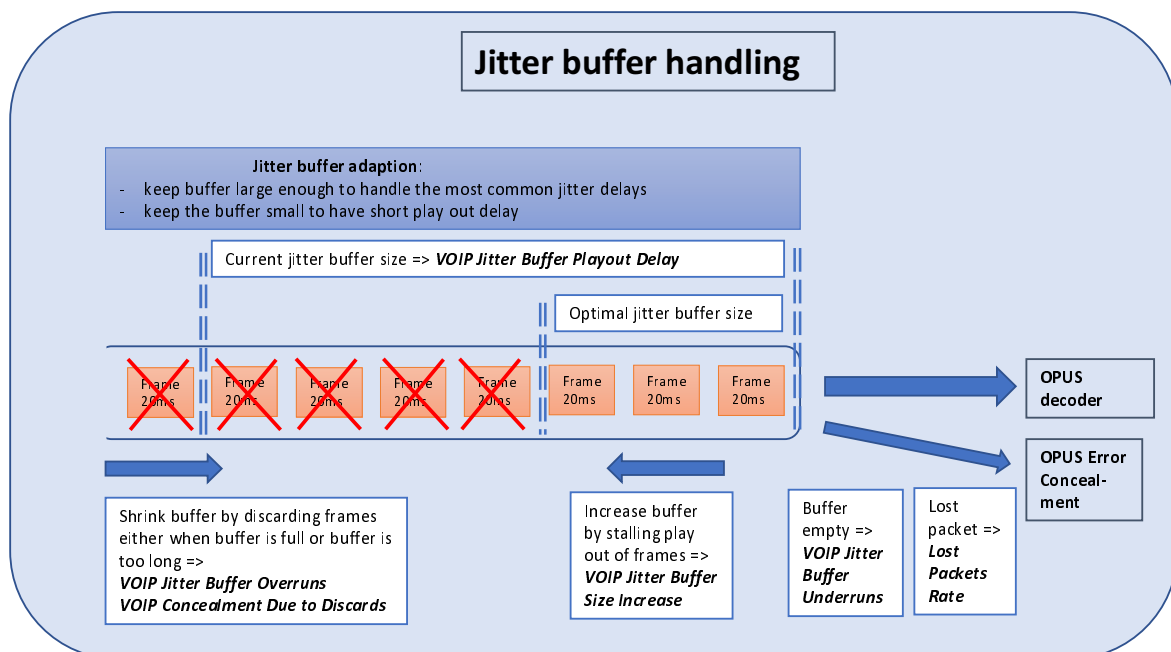 Jitter buffer handling
Jitter buffer adaption:
- keep buffer large enough to handle the most common jitter delays
- keep the buffer small to have short play out delay
Current jitter buffer size => VOIP Jitter Buffer Playout Delay
Optimal jitter buffer size
Frame
20ms
Frame
20ms
Frame
20ms
Frame
20ms
Frame
20ms
Frame
20ms
Frame
20ms
Frame
20ms
OPUS
decoder
OPUS Error
Conceal-
ment
Shrink buffer by discarding frames
either when buffer is full or buffer is
too long =>
VOIP Jitter Buffer Overruns
VOIP Concealment Due to Discards
Increase buffer
by stalling play
out of frames =>
VOIP Jitter Buffer
Size Increase
Buffer
empty =>
VOIP Jitter
Buffer
Underruns
Lost
packet =>
Lost
Packets
Rate